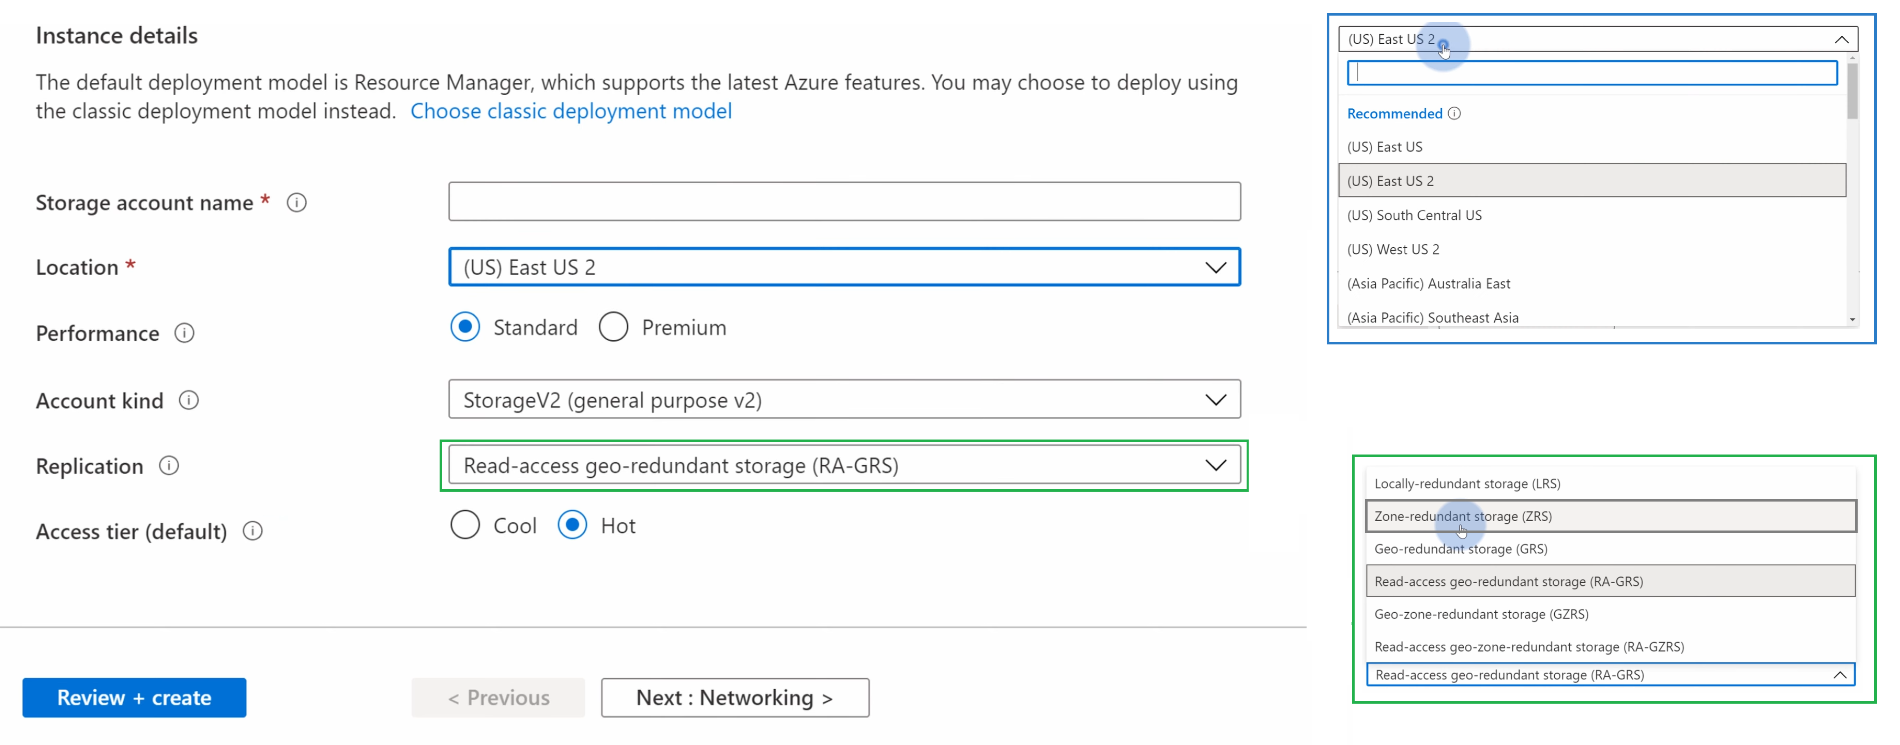 Instance details
The default deployment model is Resource Manager, which supports the latest Azure features. You may choose to deploy using
the classic deployment model instead. Choose classic deployment model
Storage account name *
Location *
(US) East US 2
Performance
Standard
Premium
Account kind
StorageV2 (general purpose v2)
Replication
Read-access geo-redundant storage (RA-GRS)
Access tier (default)
Cool
Hot
Review + create
< Previous
Next : Networking >
(US) East US 2
Recommended
(US) East US
(US) East US 2
(US) South Central US
(US) West US 2
(Asia Pacific) Australia East
(Asia Pacific) Southeast Asia
Locally-redundant storage (LRS)
Zone-redundant storage (ZRS)
Geo-redundant storage (GRS)
Read-access geo-redundant storage (RA-GRS)
Geo-zone-redundant storage (GZRS)
Read-access geo-zone-redundant storage (RA-GZRS)
Read-access geo-redundant storage (RA-GRS)